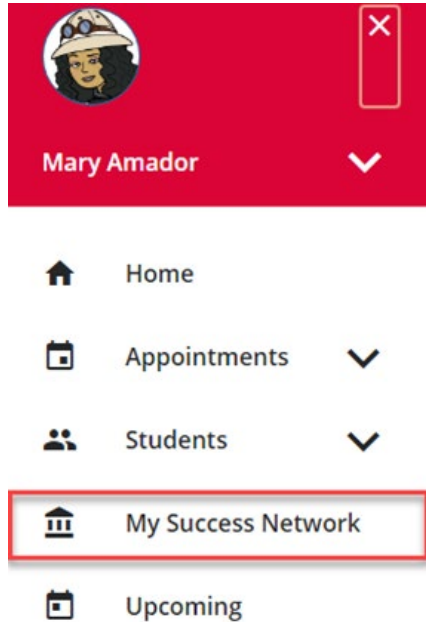 Mary Amador
Home
Appointments
Students
My Success Network
Upcoming